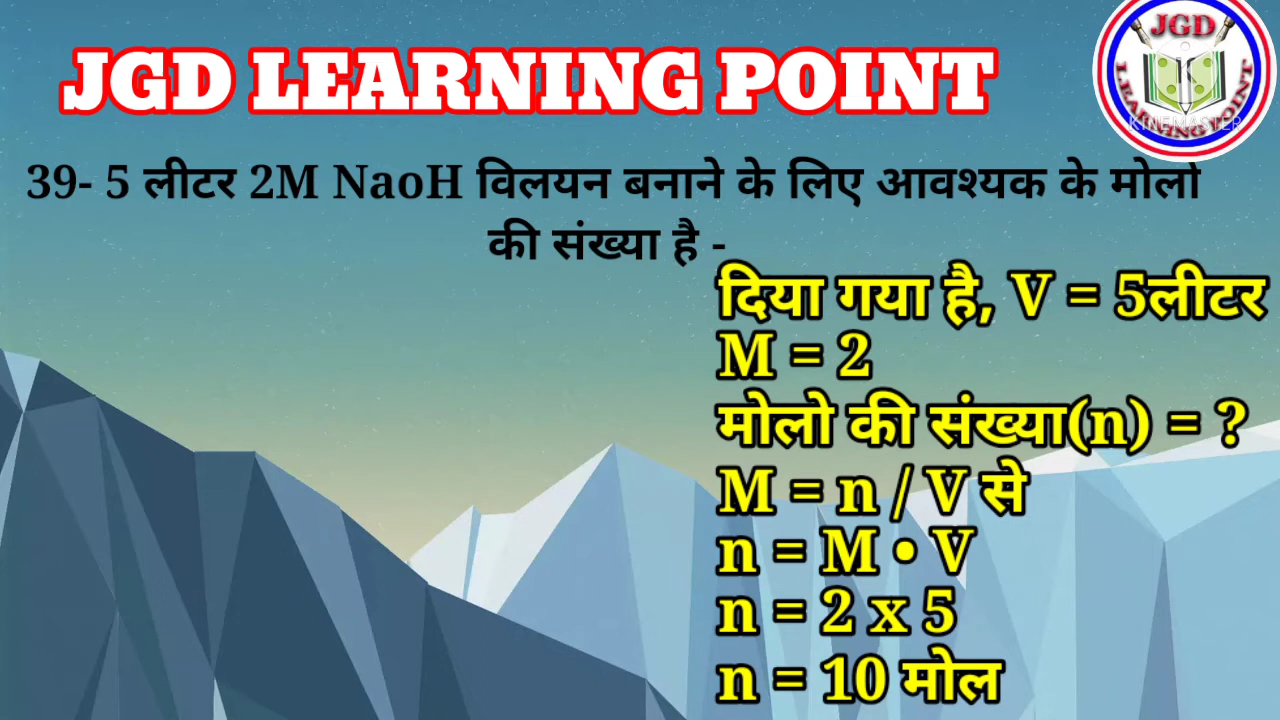 JGD LEARNING POINT
JGD
LEARNING POINT
KINEMASTER
39- 5 लीटर 2M NaoH विलयन बनाने के लिए आवश्यक के मोलो
की संख्या है -
दिया गया है, V = 5लीटर
M = 2
मोलो की संख्या(n) = ?
M = n / V से
n = M • V
n = 2 x 5
n = 10 मोल